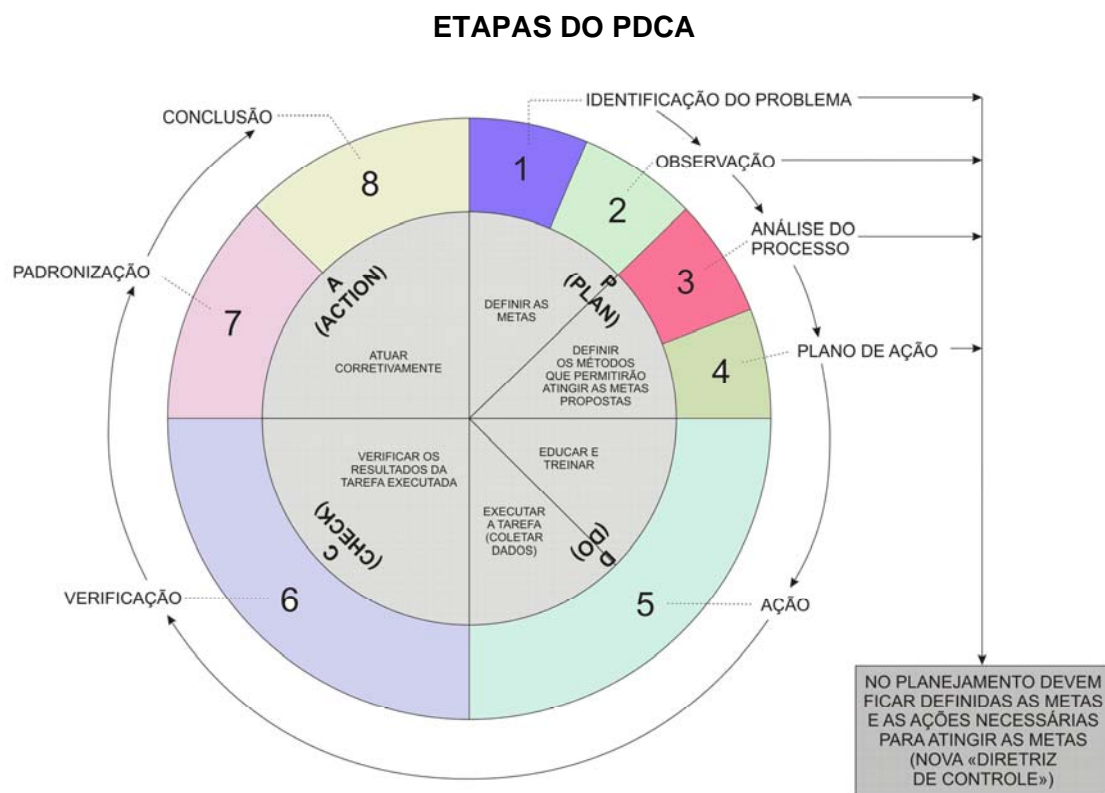 ETAPAS DO PDCA
IDENTIFICAÇÃO DO PROBLEMA
CONCLUSÃO
1
8
OBSERVAÇÃO
2
ANÁLISE DO
PROCESSO
3
PADRONIZAÇÃO
7
A
(ACTION)
P
(PLAN)
DEFINIR AS
METAS
PLANO DE AÇÃO
4
DEFINIR
OS MÉTODOS
QUE PERMITIRÃO
ATINGIR AS METAS
PROPOSTAS
ATUAR
CORRETIVAMENTE
VERIFICAR OS
RESULTADOS DA
TAREFA EXECUTADA
EDUCAR E
TREINAR
EXECUTAR
A TAREFA
(COLETAR
DADOS)
C
(CHECK)
D
(DO)
VERIFICAÇÃO
6
5
AÇÃO
NO PLANEJAMENTO DEVEM
FICAR DEFINIDAS AS METAS
E AS AÇÕES NECESSÁRIAS
PARA ATINGIR AS METAS
(NOVA «DIRETRIZ
DE CONTROLE»)